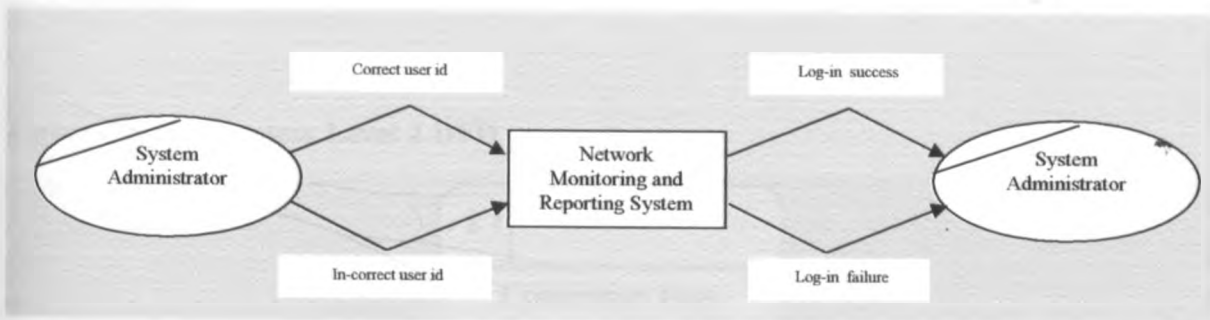 Correct user id
Log-in success
System
Administrator
Network
Monitoring and
Reporting System
System
Administrator
In-correct user id
Log-in failure